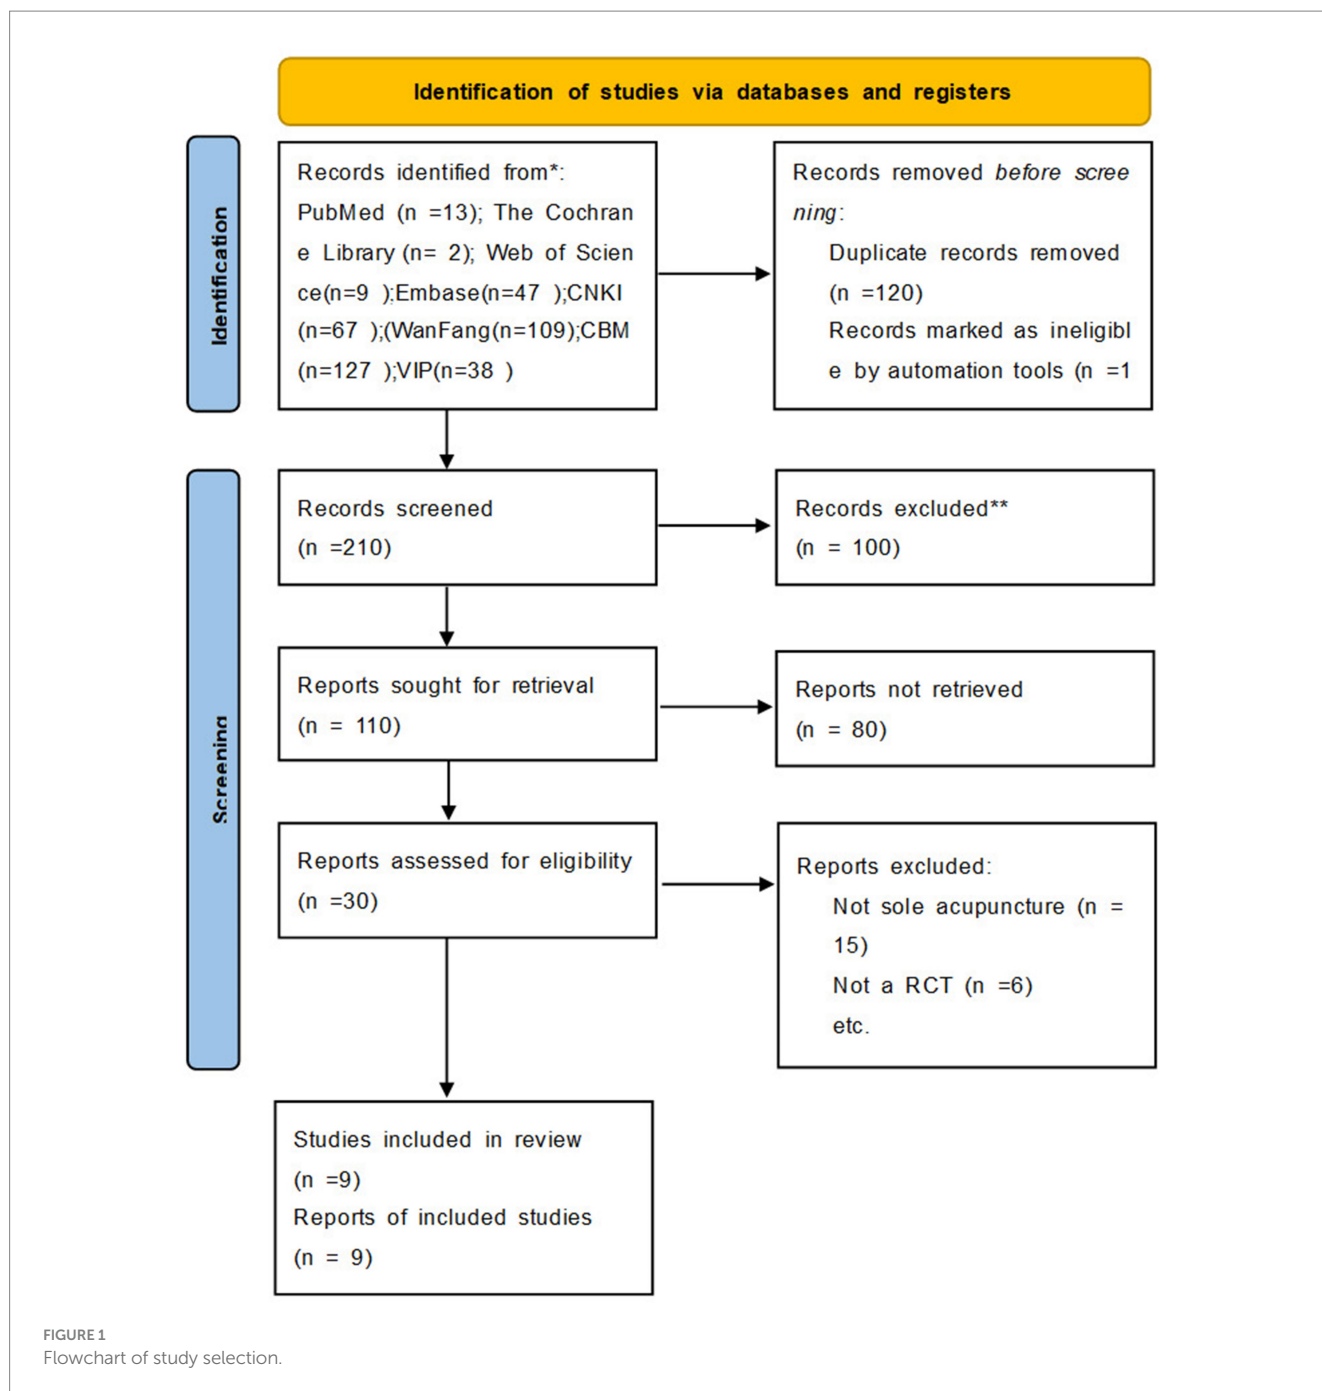 Identification of studies via databases and registers
Identification
Records identified from*:
PubMed (n =13); The Cochran
e Library (n= 2); Web of Scien
ce(n=9 );Embase(n=47 );CNKI
(n=67 );(WanFang(n=109);CBM
(n=127 );VIP(n=38 )
Records removed before scree
ning:
Duplicate records removed
(n =120)
Records marked as ineligibl
e by automation tools (n =1
Screening
Records screened
(n =210)
Records excluded**
(n = 100)
Reports sought for retrieval
(n = 110)
Reports not retrieved
(n = 80)
Reports assessed for eligibility
(n =30)
Reports excluded:
Not sole acupuncture (n =
15)
Not a RCT (n =6)
etc.
Studies included in review
(n =9)
Reports of included studies
(n = 9)
FIGURE 1
Flowchart of study selection.